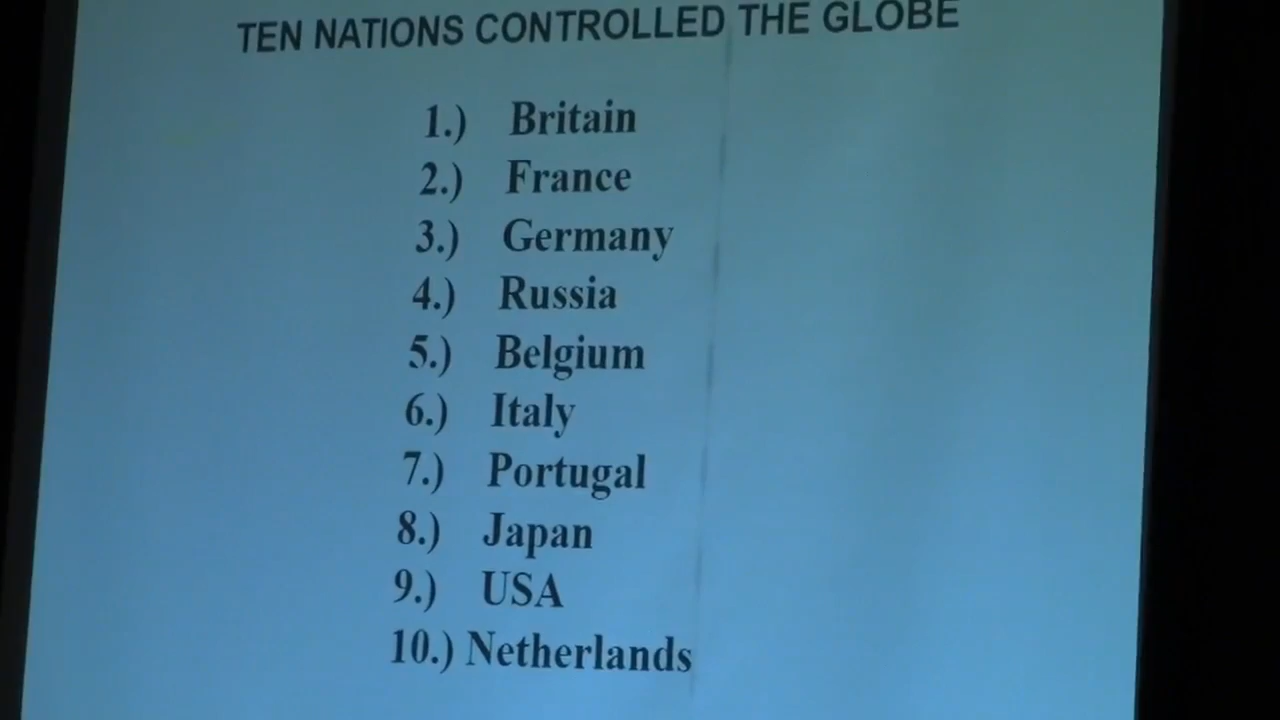 TEN NATIONS CONTROLLED THE GLOBE
1.) Britain
2.) France
3.) Germany
4.) Russia
5.) Belgium
6.) Italy
7.) Portugal
8.) Japan
9.) USA
10.) Netherlands